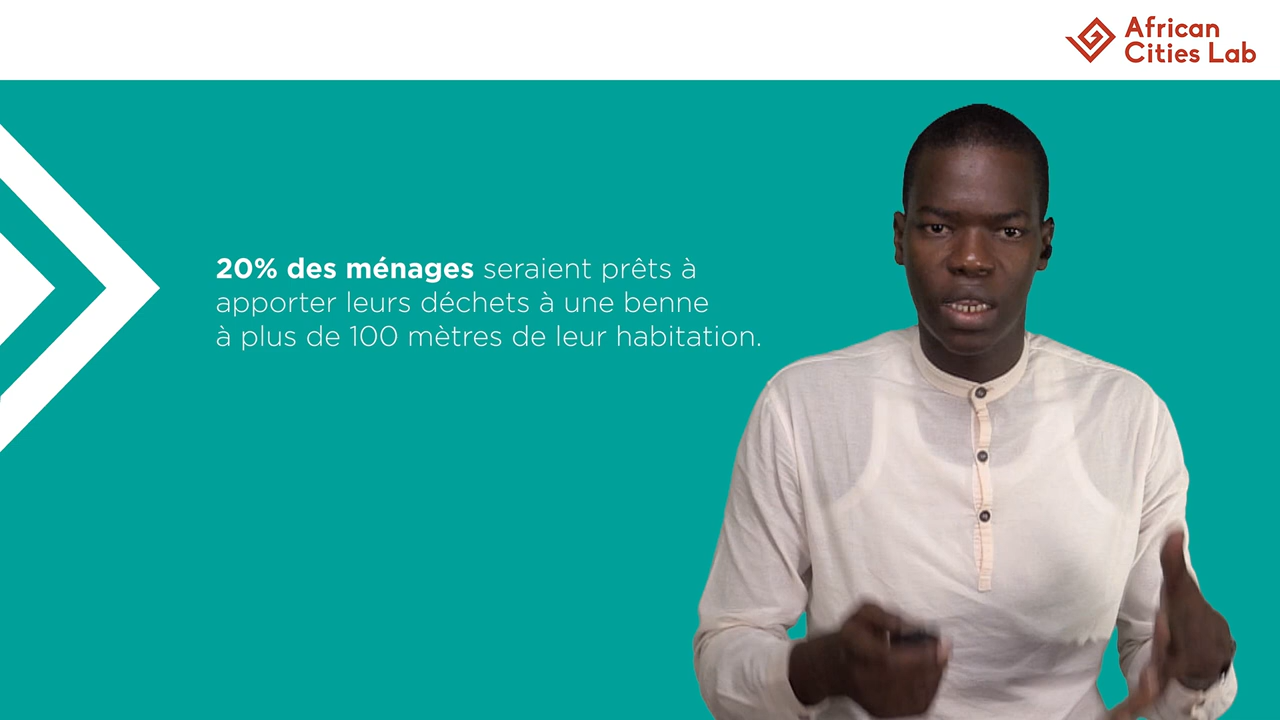 African
Cities Lab
20% des ménages seraient prêts à
apporter leurs déchets à une benne
à plus de 100 mètres de leur habitation.